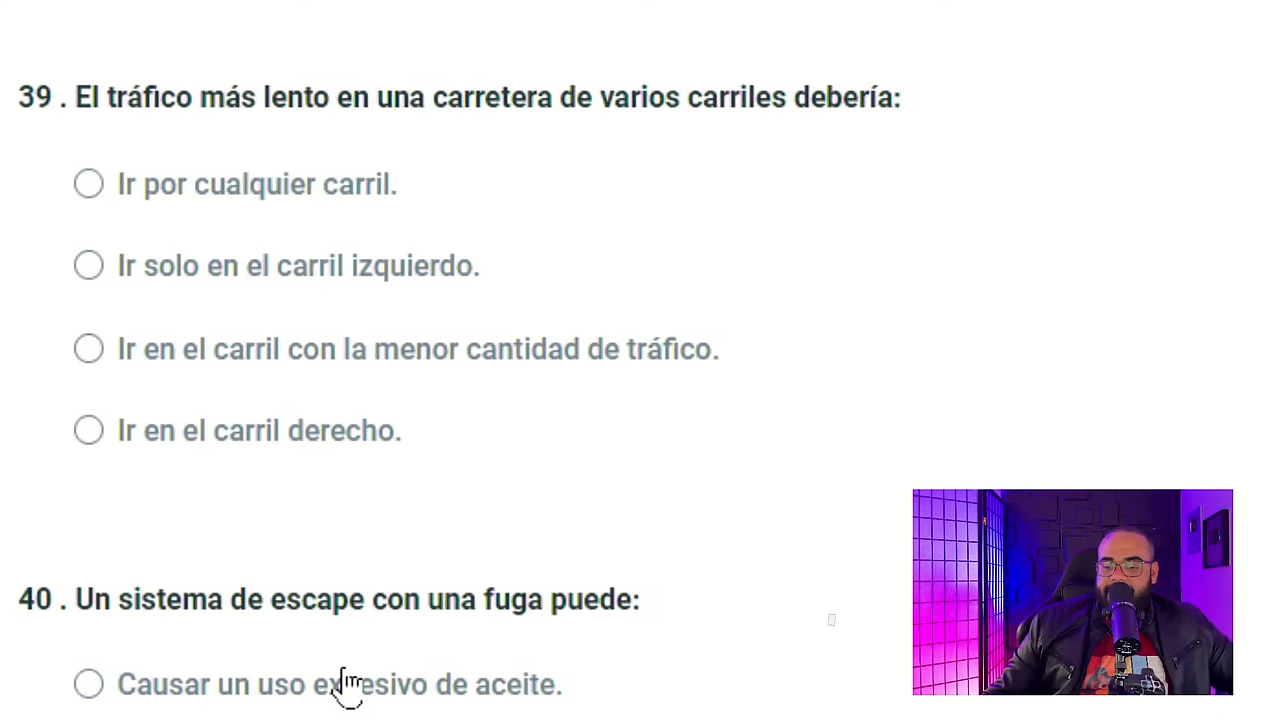 39 . El tráfico más lento en una carretera de varios carriles debería:
Ir por cualquier carril.
Ir solo en el carril izquierdo.
Ir en el carril con la menor cantidad de tráfico.
Ir en el carril derecho.
40 . Un sistema de escape con una fuga puede:
Causar un uso excesivo de aceite.